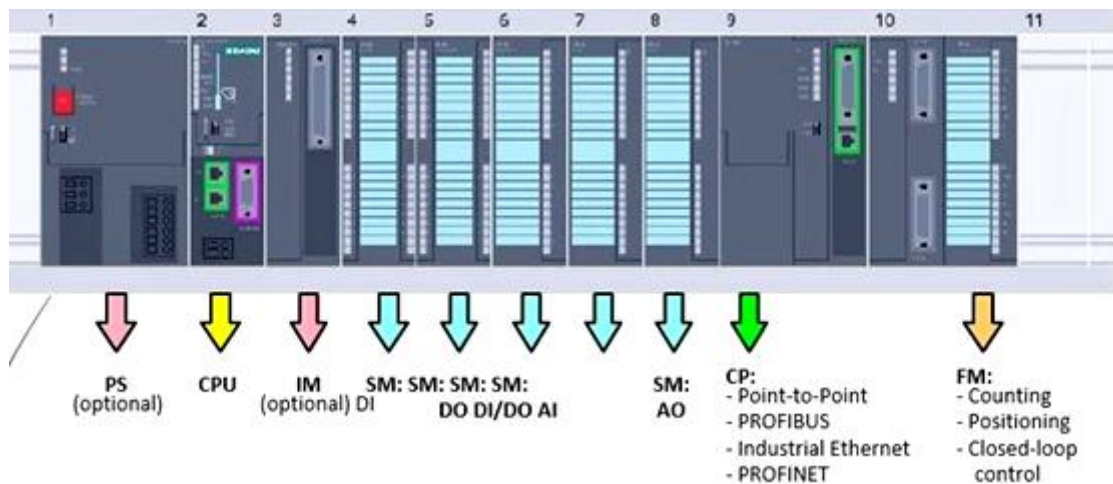 1 2 3 4 5 6 7 8 9 10 11
SIEMENS
PS
(optional)
CPU
IM
(optional) DI
SM: SM: SM: SM:
DO DI/DO AI
SM:
AO
CP:
- Point-to-Point
- PROFIBUS
- Industrial Ethernet
- PROFINET
FM:
- Counting
- Positioning
- Closed-loop
control